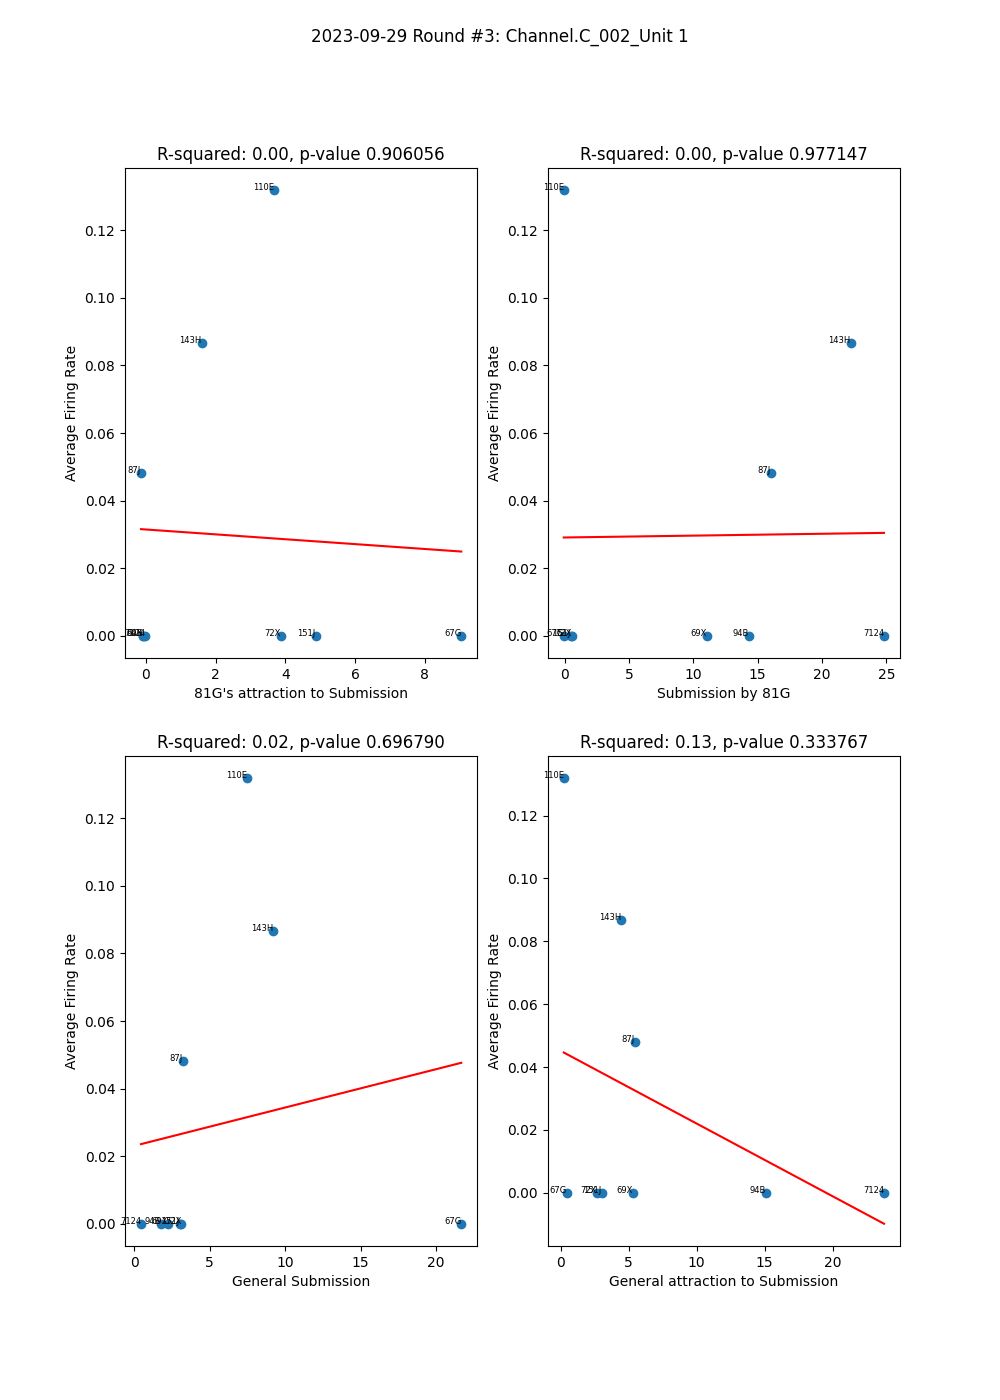 2023-09-29 Round #3: Channel.C_002_Unit 1
R-squared: 0.00, p-value 0.906056
110E
143H
87J
72X
151J
67G
0.12
0.10
0.08
0.06
0.04
0.02
0.00
0 2 4 6 8
Average Firing Rate
81G's attraction to Submission
R-squared: 0.00, p-value 0.977147
110E
143H
87J
69X
94B
7124
0.12
0.10
0.08
0.06
0.04
0.02
0.00
0 5 10 15 20 25
Average Firing Rate
Submission by 81G
R-squared: 0.02, p-value 0.696790
110E
143H
87J
7124
67G
0.12
0.10
0.08
0.06
0.04
0.02
0.00
0 5 10 15 20
Average Firing Rate
General Submission
R-squared: 0.13, p-value 0.333767
110E
143H
87J
67G
69X
94B
7124
0.12
0.10
0.08
0.06
0.04
0.02
0.00
0 5 10 15 20
Average Firing Rate
General attraction to Submission